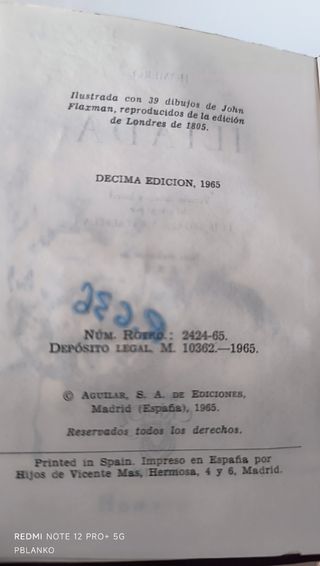 Ilustrada con 39 dibujos de John
Flaxman, reproducidos de la edición
de Londres de 1805.
DECIMA EDICION, 1965
NÚM. RGTRO.: 2424-65.
DEPÓSITO LEGAL, M. 10362.—1965.
© AGUILAR, S. A. DE EDICIONES,
Madrid (España), 1965.
Reservados todos los derechos.
Printed in Spain. Impreso en España por
Hijos de Vicente Mas, Hermosa, 4 y 6, Madrid.
REDMI NOTE 12 PRO+ 5G
PBLANKO